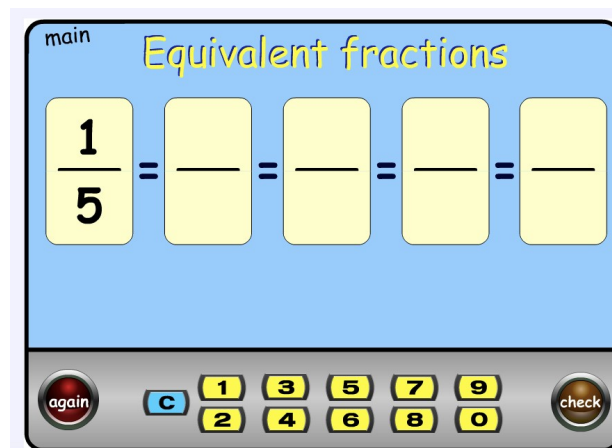 main
Equivalent fractions
1
5
= = = =
again
C
1 3 5 7 9
2 4 6 8 0
check